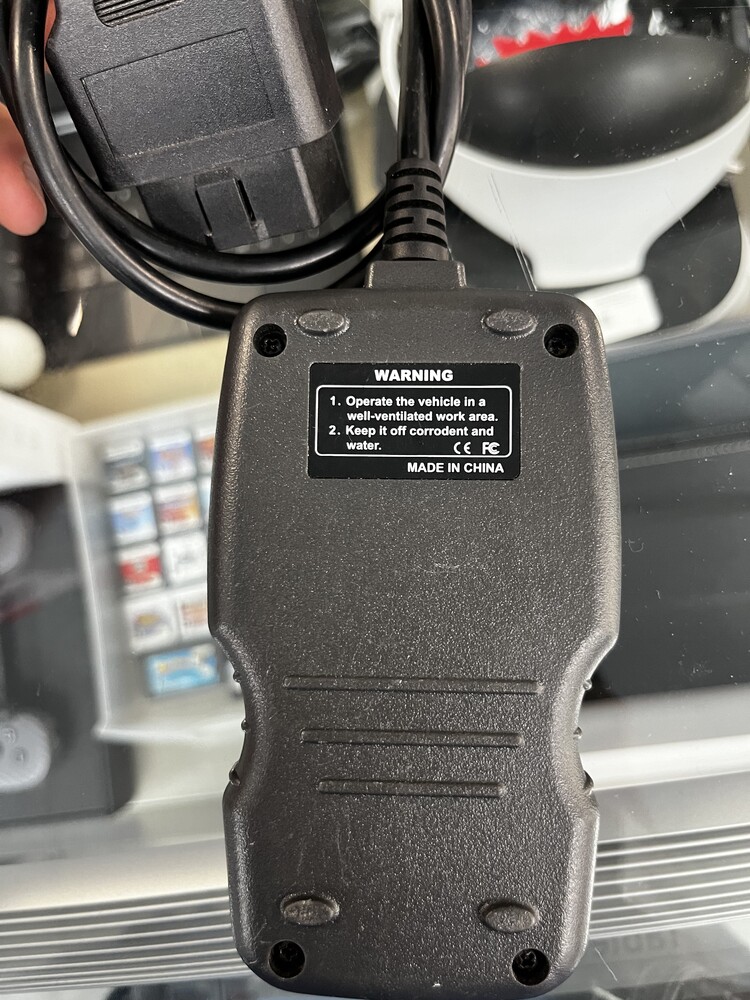 WARNING
1. Operate the vehicle in a
well-ventilated work area.
2. Keep it off corrodent and
water. CE FC
MADE IN CHINA